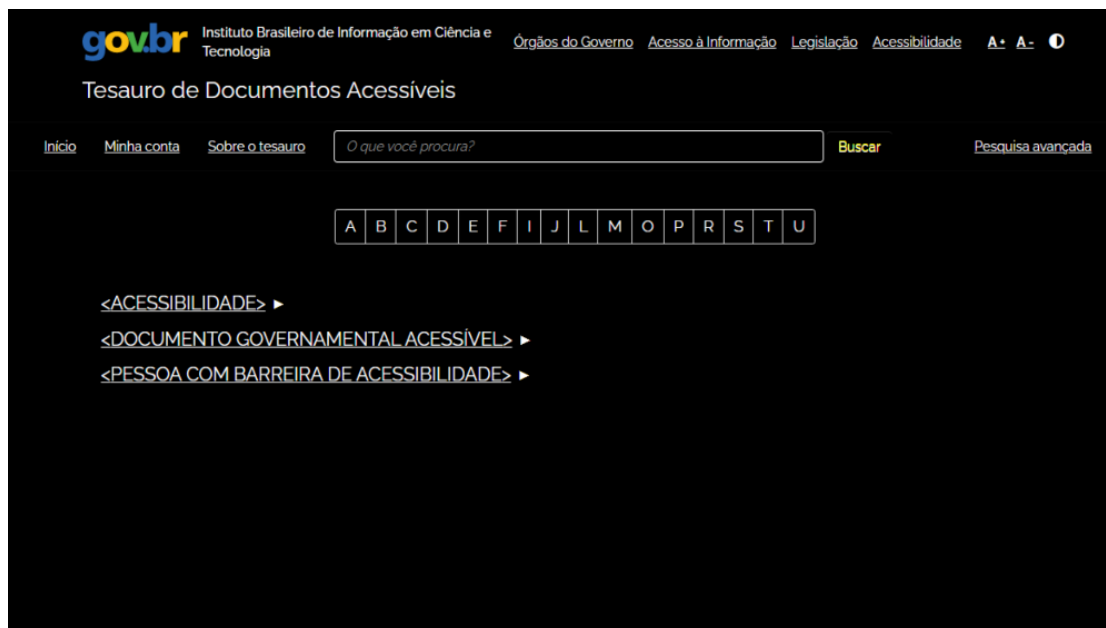 gov.br
Instituto Brasileiro de Informação em Ciência e
Tecnologia
Órgãos do Governo Acesso à Informação Legislação Acessibilidade A+ A-
Tesauro de Documentos Acessíveis
Início Minha conta Sobre o tesauro O que você procura? Buscar Pesquisa avançada
A B C D E F I J L M O P R S T U
<ACESSIBILIDADE> ►
<DOCUMENTO GOVERNAMENTAL ACESSÍVEL> ►
<PESSOA COM BARREIRA DE ACESSIBILIDADE> ►